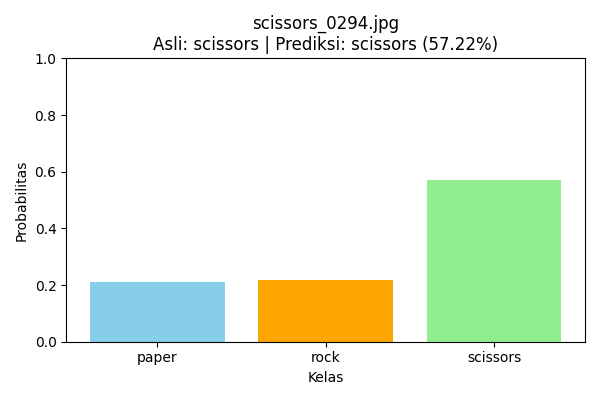 scissors_0294.jpg
Asli: scissors | Prediksi: scissors (57.22%)
1.0
0.8
0.6
0.4
0.2
0.0
Probabilitas
paper rock scissors
Kelas